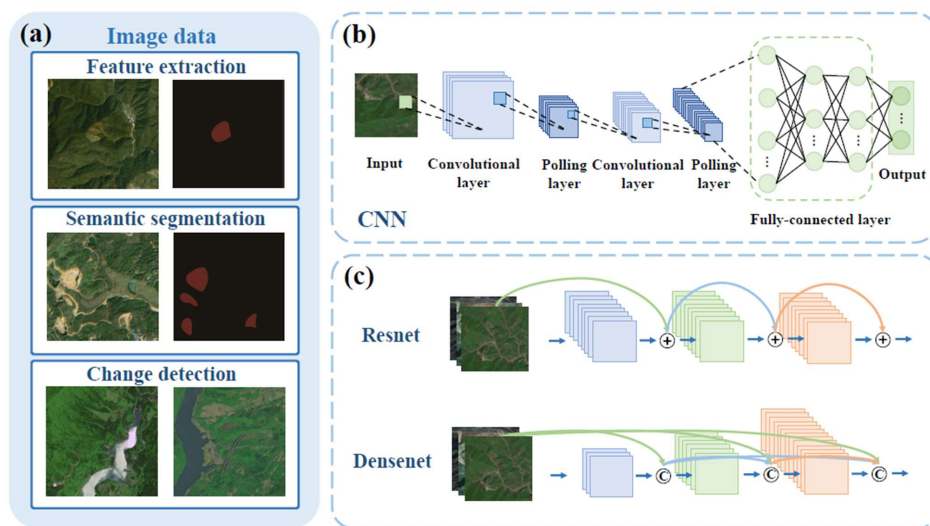 (a)
Image data
Feature extraction
Semantic segmentation
Change detection
(b)
Input
Convolutional
layer
Polling
layer
Convolutional
layer
Polling
layer
Fully-connected layer
Output
CNN
(c)
Resnet
+
+
+
Densenet
C
C
C